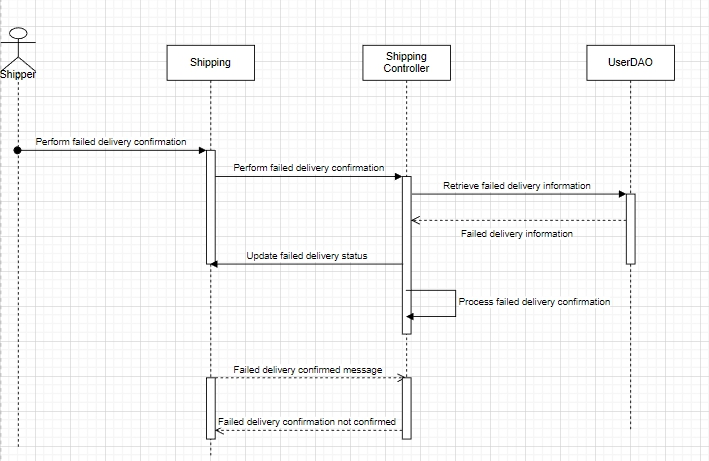 Shipper
Shipping
Shipping
Controller
UserDAO
Perform failed delivery confirmation
Perform failed delivery confirmation
Retrieve failed delivery information
Failed delivery information
Update failed delivery status
Process failed delivery confirmation
Failed delivery confirmed message
Failed delivery confirmation not confirmed